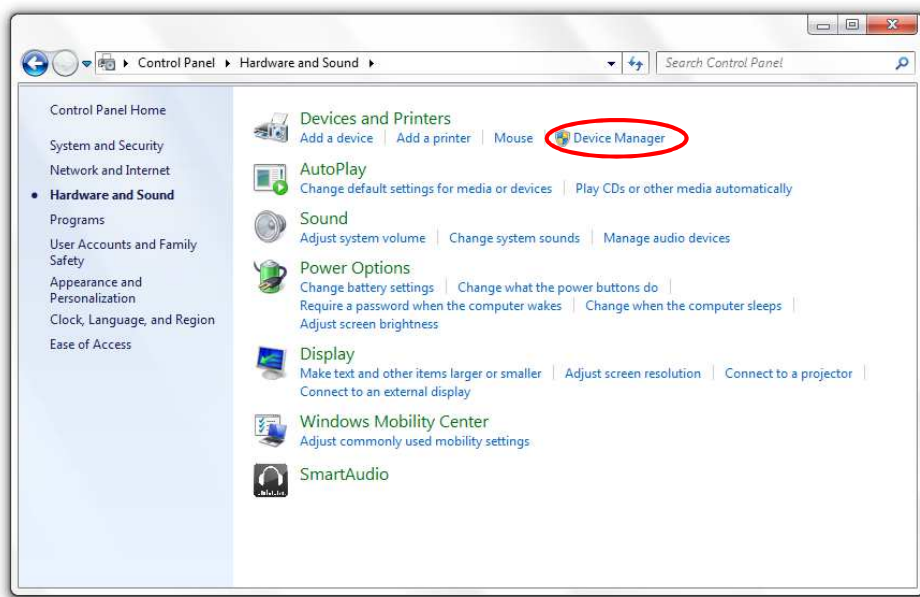 Control Panel Hardware and Sound Search Control Panel
Control Panel Home
System and Security
Network and Internet
Hardware and Sound
Programs
User Accounts and Family
Safety
Appearance and
Personalization
Clock, Language, and Region
Ease of Access
Devices and Printers
Add a device Add a printer Mouse Device Manager
AutoPlay
Change default settings for media or devices Play CDs or other media automatically
Sound
Adjust system volume Change system sounds Manage audio devices
Power Options
Change battery settings Change what the power buttons do
Require a password when the computer wakes Change when the computer sleeps
Adjust screen brightness
Display
Make text and other items larger or smaller Adjust screen resolution Connect to a projector
Connect to an external display
Windows Mobility Center
Adjust commonly used mobility settings
SmartAudio